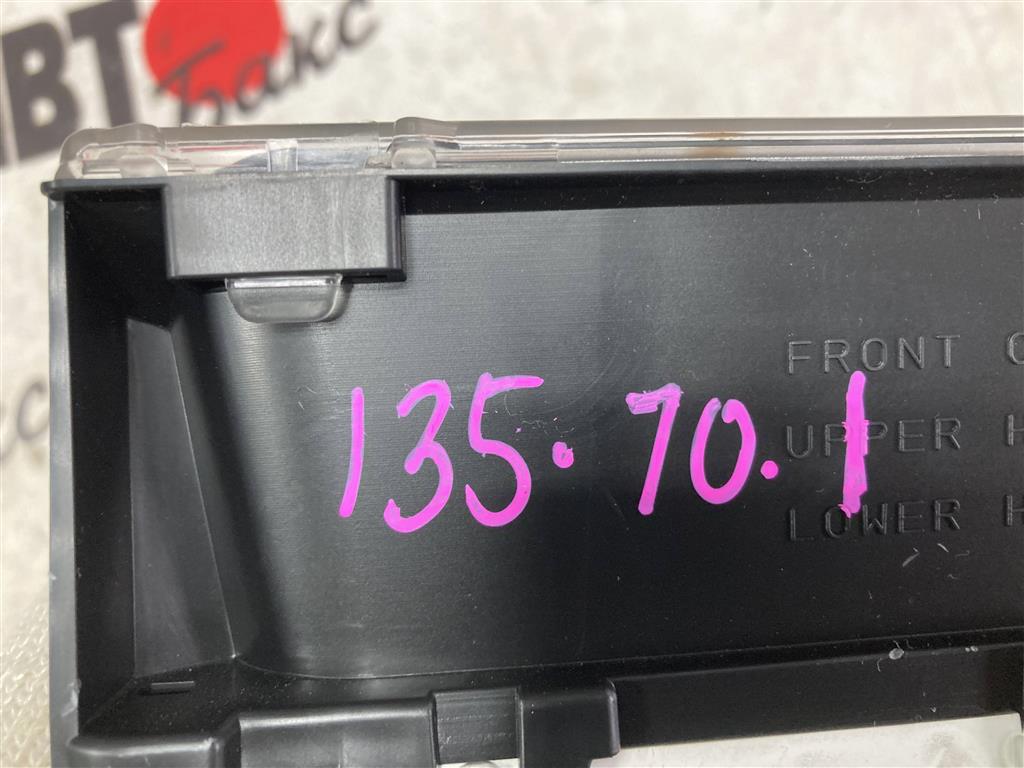 ВТ
Бакс
135.70.1
FRONT
UPPER H
LOWER H